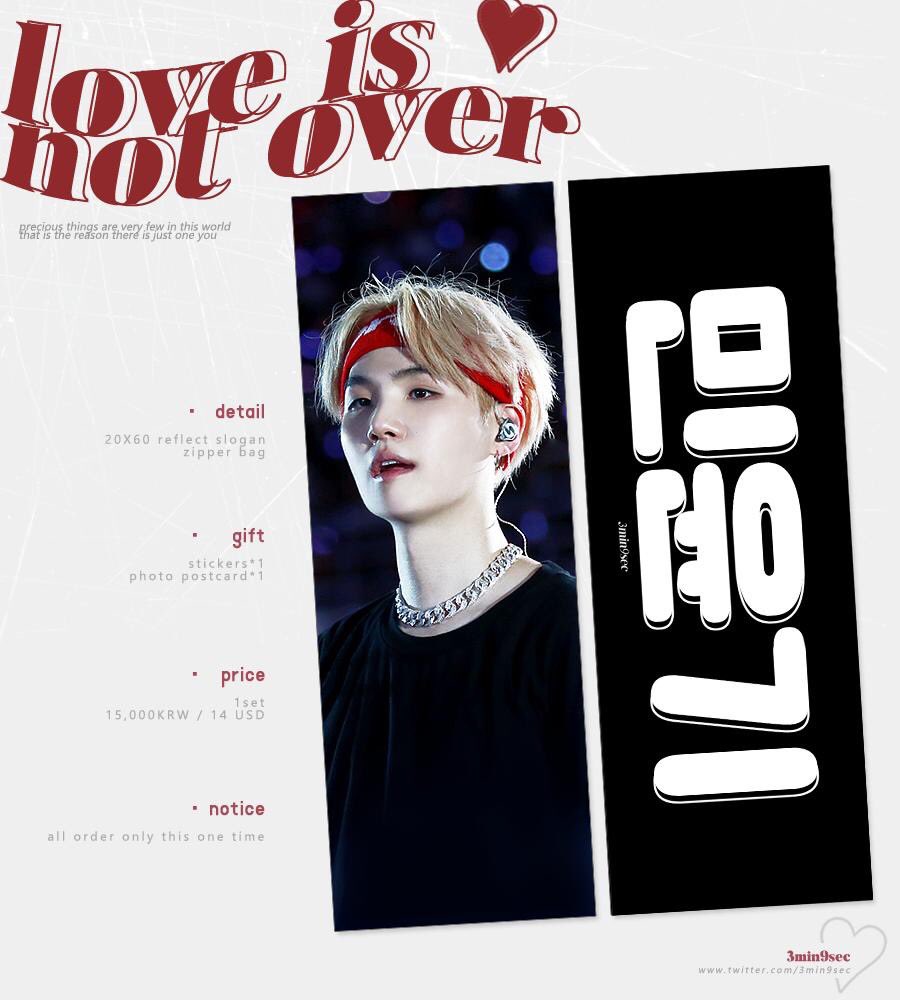 love is
not over
precious things are very few in this world
that is the reason there is just one you
detail
20X60 reflect slogan
zipper bag
gift
stickers*1
photo postcard*1
price
1set
15,000KRW / 14 USD
notice
all order only this one time
민윤기
3min9sec
3min9sec
www.twitter.com/3min9sec